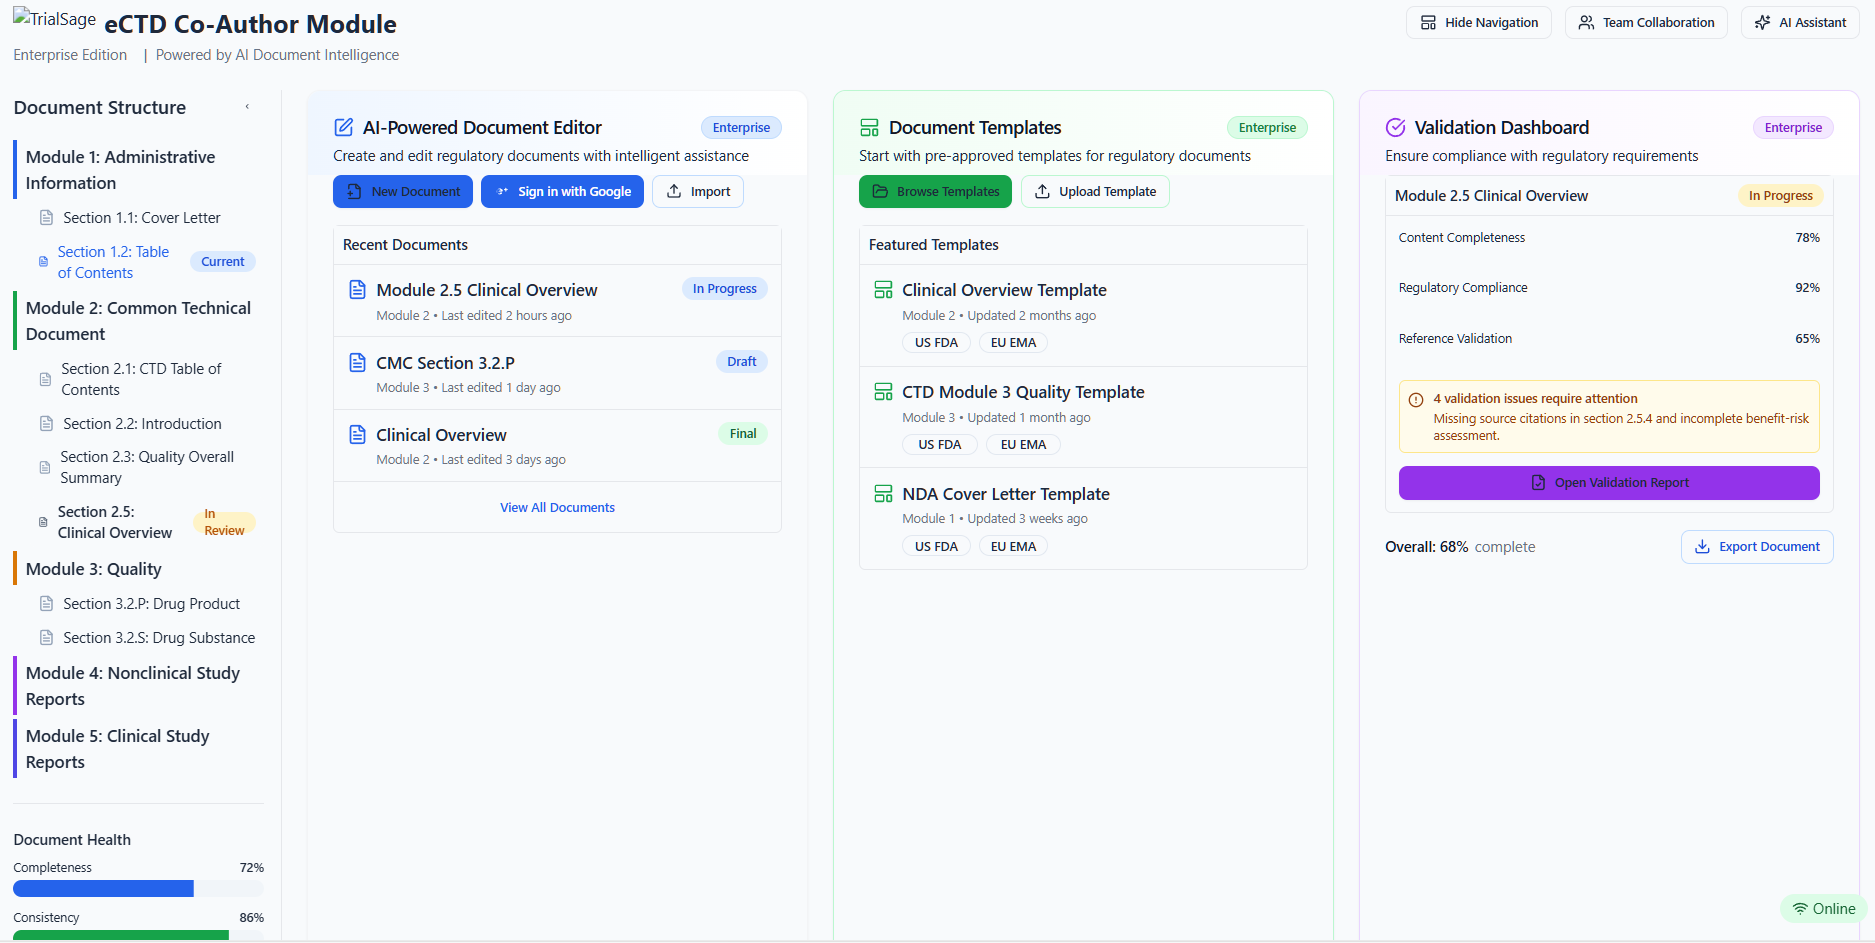 TrialSage
eCTD Co-Author Module
Enterprise Edition | Powered by AI Document Intelligence
Hide Navigation
Team Collaboration
AI Assistant
Document Structure
Module 1: Administrative
Information
Section 1.1: Cover Letter
Section 1.2: Table
of Contents
Current
Module 2: Common Technical
Document
Section 2.1: CTD Table of
Contents
Section 2.2: Introduction
Section 2.3: Quality Overall
Summary
Section 2.5:
Clinical Overview
In
Review
Module 3: Quality
Section 3.2.P: Drug Product
Section 3.2.S: Drug Substance
Module 4: Nonclinical Study
Reports
Module 5: Clinical Study
Reports
Document Health
Completeness 72%
Consistency 86%
AI-Powered Document Editor
Enterprise
Create and edit regulatory documents with intelligent assistance
New Document
Sign in with Google
Import
Recent Documents
Module 2.5 Clinical Overview
In Progress
Module 2 • Last edited 2 hours ago
CMC Section 3.2.P
Draft
Module 3 • Last edited 1 day ago
Clinical Overview
Final
Module 2 • Last edited 3 days ago
View All Documents
Document Templates
Enterprise
Start with pre-approved templates for regulatory documents
Browse Templates
Upload Template
Featured Templates
Clinical Overview Template
Module 2 • Updated 2 months ago
US FDA EU EMA
CTD Module 3 Quality Template
Module 3 • Updated 1 month ago
US FDA EU EMA
NDA Cover Letter Template
Module 1 • Updated 3 weeks ago
US FDA EU EMA
Validation Dashboard
Enterprise
Ensure compliance with regulatory requirements
Module 2.5 Clinical Overview
In Progress
Content Completeness 78%
Regulatory Compliance 92%
Reference Validation 65%
4 validation issues require attention
Missing source citations in section 2.5.4 and incomplete benefit-risk
assessment.
Open Validation Report
Overall: 68% complete
Export Document
Online